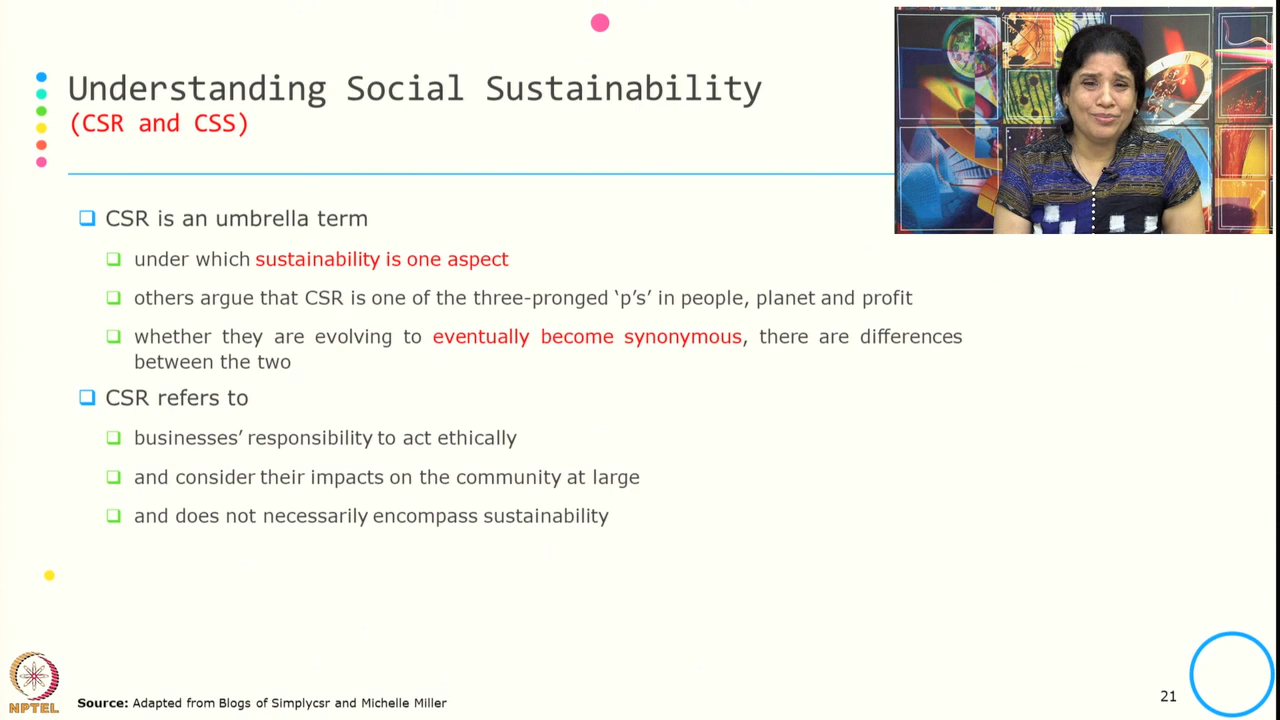 Understanding Social Sustainability
(CSR and CSS)
CSR is an umbrella term
under which sustainability is one aspect
others argue that CSR is one of the three-pronged ‘p’s’ in people, planet and profit
whether they are evolving to eventually become synonymous, there are differences
between the two
CSR refers to
businesses’ responsibility to act ethically
and consider their impacts on the community at large
and does not necessarily encompass sustainability
NPTEL
Source: Adapted from Blogs of Simplycsr and Michelle Miller
21